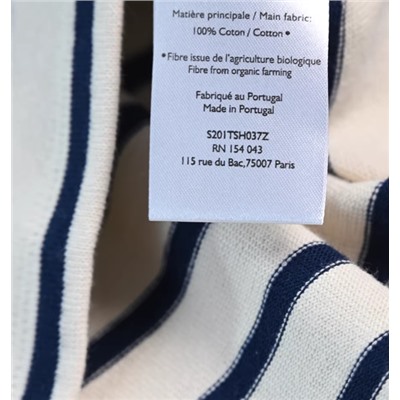 Matière principale / Main fabric:
100% Coton / Cotton •
• Fibre issue de l'agriculture biologique
Fibre from organic farming
Fabriqué au Portugal
Made in Portugal
S201TSH037Z
RN 154 043
115 rue du Bac,75007 Paris